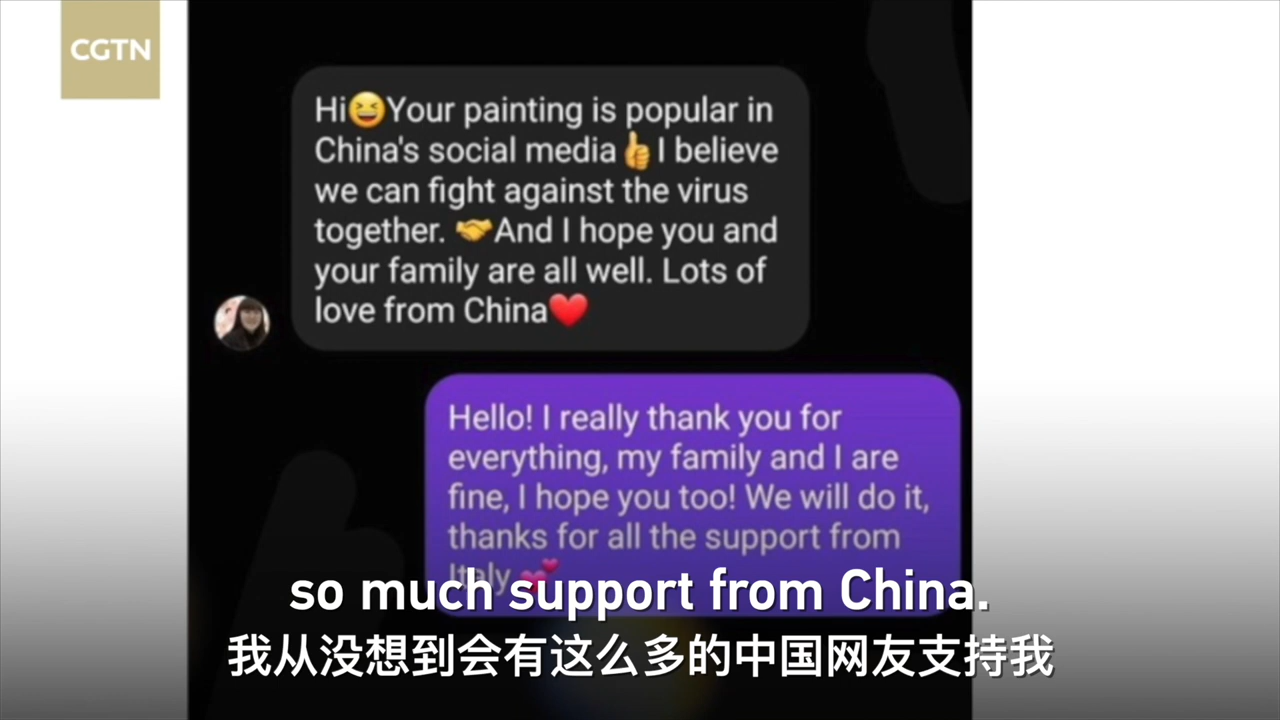 CGTN
Hi😆Your painting is popular in
China's social media👍I believe
we can fight against the virus
together. 🤝And I hope you and
your family are all well. Lots of
love from China❤️
Hello! I really thank you for
everything, my family and I are
fine, I hope you too! We will do it,
thanks for all the support from
Italy 💕
so much support from China.
我从没想到会有这么多的中国网友支持我